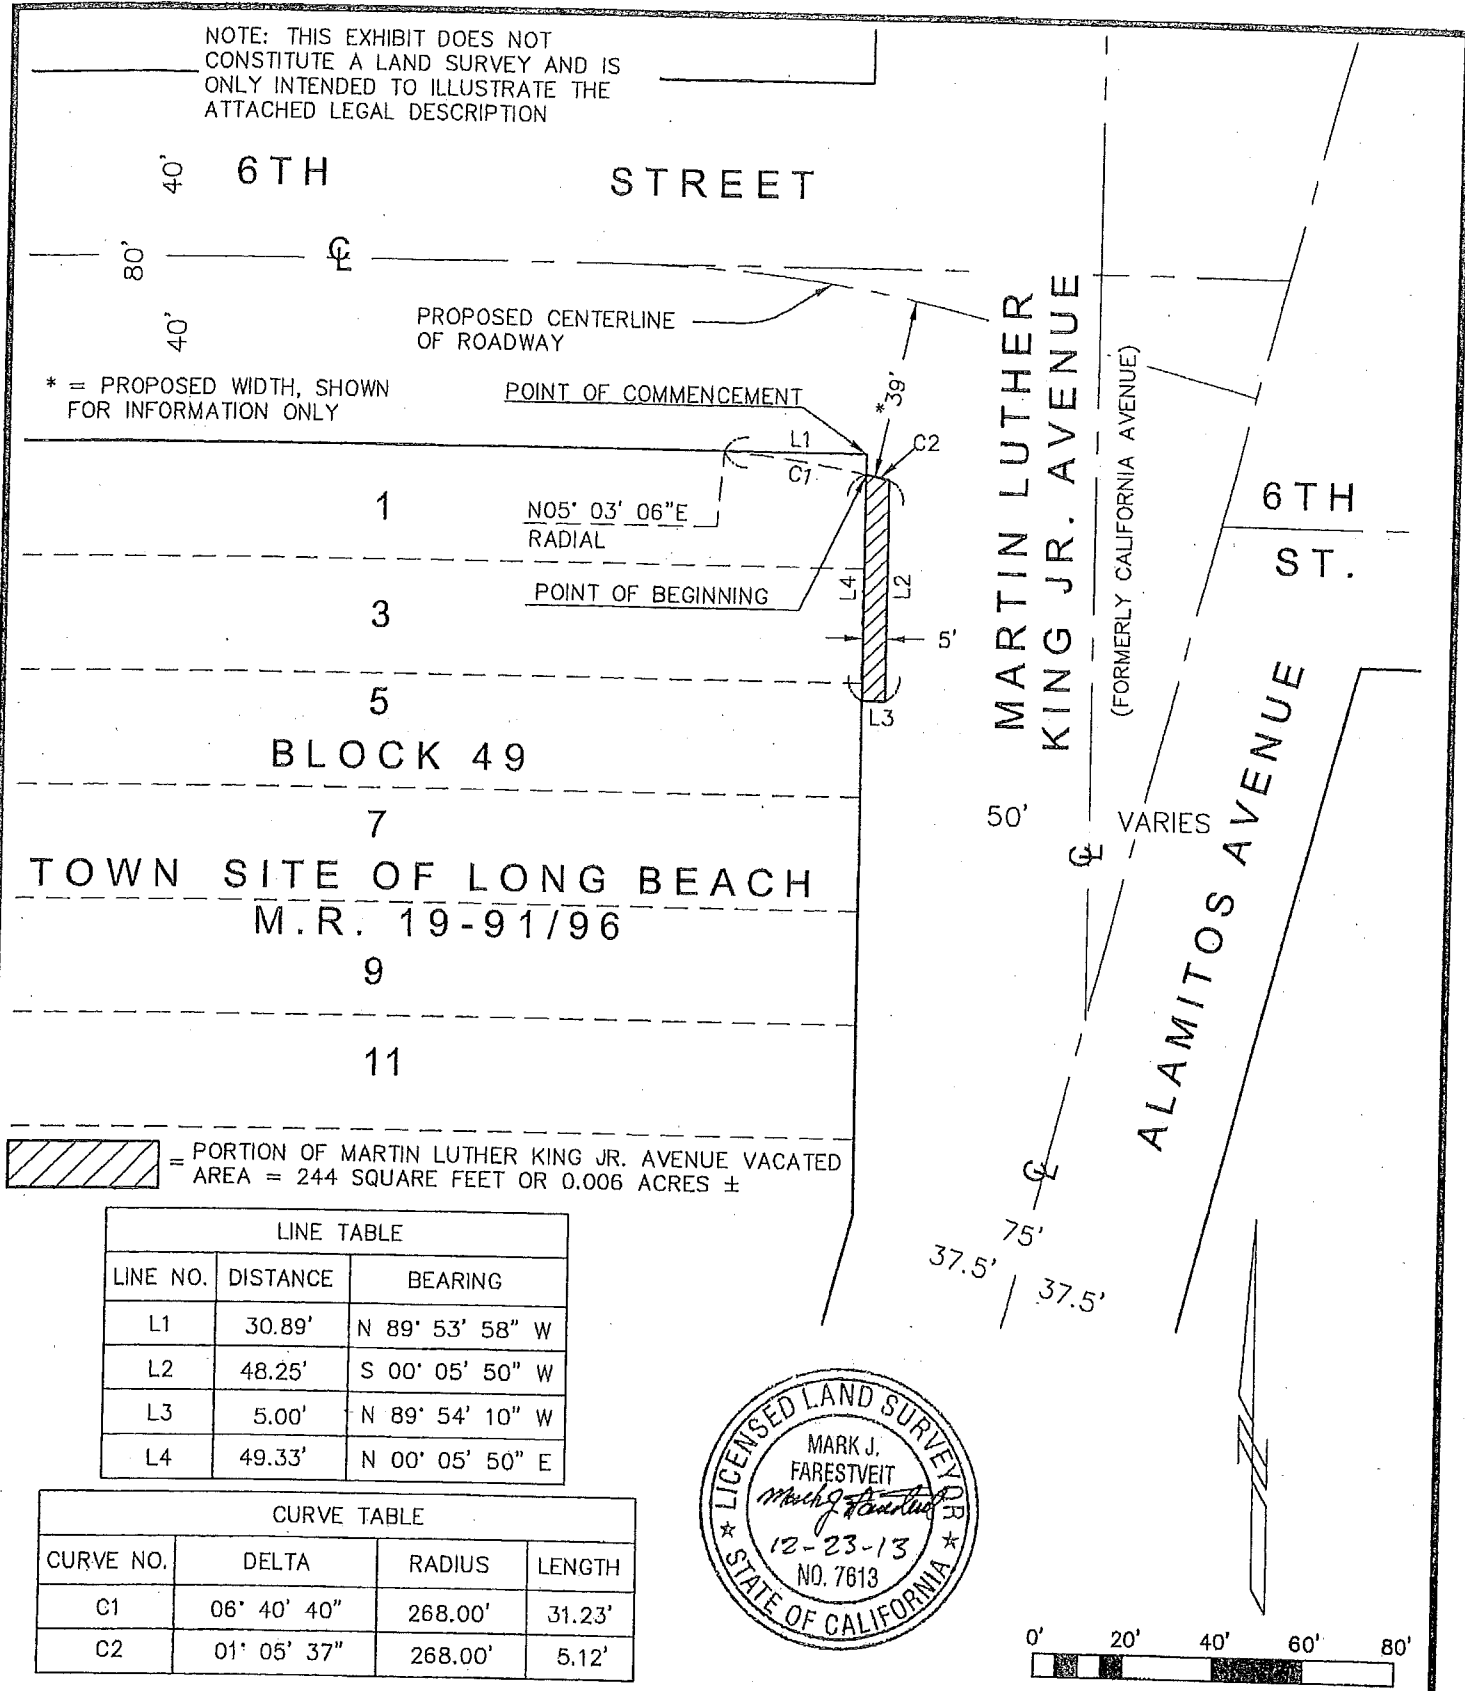 NOTE: THIS EXHIBIT DOES NOT
CONSTITUTE A LAND SURVEY AND IS
ONLY INTENDED TO ILLUSTRATE THE
ATTACHED LEGAL DESCRIPTION
40'
6TH STREET
80'
℄
40'
PROPOSED CENTERLINE
OF ROADWAY
* = PROPOSED WIDTH, SHOWN
FOR INFORMATION ONLY
POINT OF COMMENCEMENT
*39'
L1
C1
C2
N05° 03' 06"E
RADIAL
POINT OF BEGINNING
L4
L2
5'
L3
1
3
5
BLOCK 49
7
TOWN SITE OF LONG BEACH
M.R. 19-91/96
9
11
MARTIN LUTHER
KING JR. AVENUE
(FORMERLY CALIFORNIA AVENUE)
6TH
ST.
50'
VARIES
℄
ALAMITOS AVENUE
℄
75'
37.5'
37.5'
= PORTION OF MARTIN LUTHER KING JR. AVENUE VACATED
AREA = 244 SQUARE FEET OR 0.006 ACRES ±
LINE TABLE
LINE NO. DISTANCE BEARING
L1 30.89' N 89° 53' 58" W
L2 48.25' S 00° 05' 50" W
L3 5.00' N 89° 54' 10" W
L4 49.33' N 00° 05' 50" E
CURVE TABLE
CURVE NO. DELTA RADIUS LENGTH
C1 06° 40' 40" 268.00' 31.23'
C2 01° 05' 37" 268.00' 5.12'
LICENSED LAND SURVEYOR
MARK J.
FARESTVEIT
12-23-13
NO. 7613
STATE OF CALIFORNIA
0' 20' 40' 60' 80'